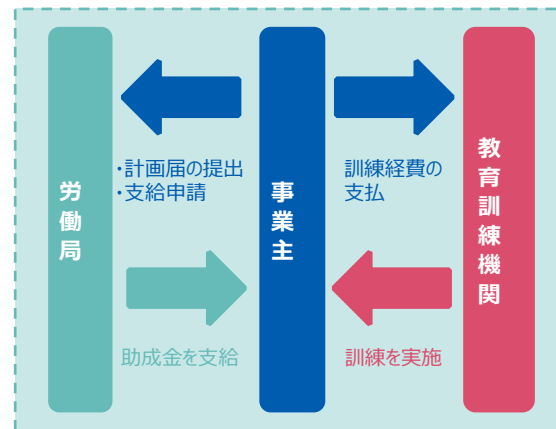 労働局
・計画届の提出
・支給申請
助成金を支給
事業主
訓練経費の
支払
訓練を実施
教育訓練機関